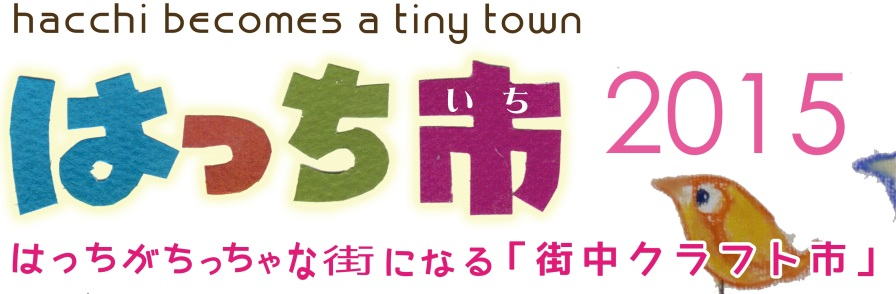 hacchi becomes a tiny town
はっち市 2015
いち
はっちがちっちゃな街になる「街中クラフト市」